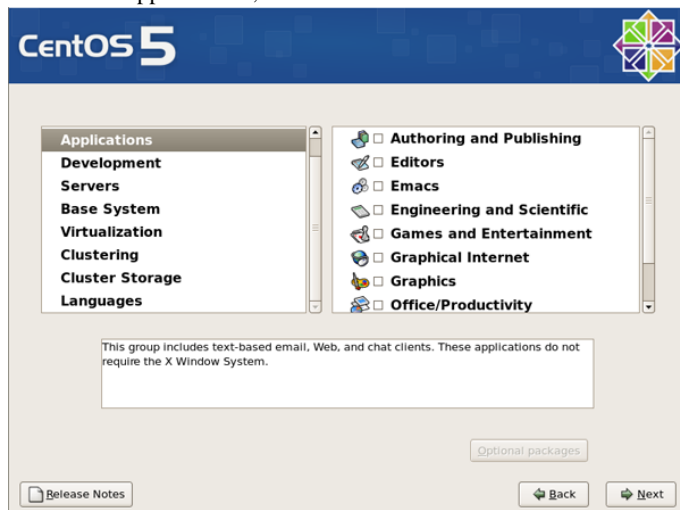 CentOS 5
Applications
Development
Servers
Base System
Virtualization
Clustering
Cluster Storage
Languages
Authoring and Publishing
Editors
Emacs
Engineering and Scientific
Games and Entertainment
Graphical Internet
Graphics
Office/Productivity
This group includes text-based email, Web, and chat clients. These applications do not
require the X Window System.
Optional packages
Release Notes
Back
Next